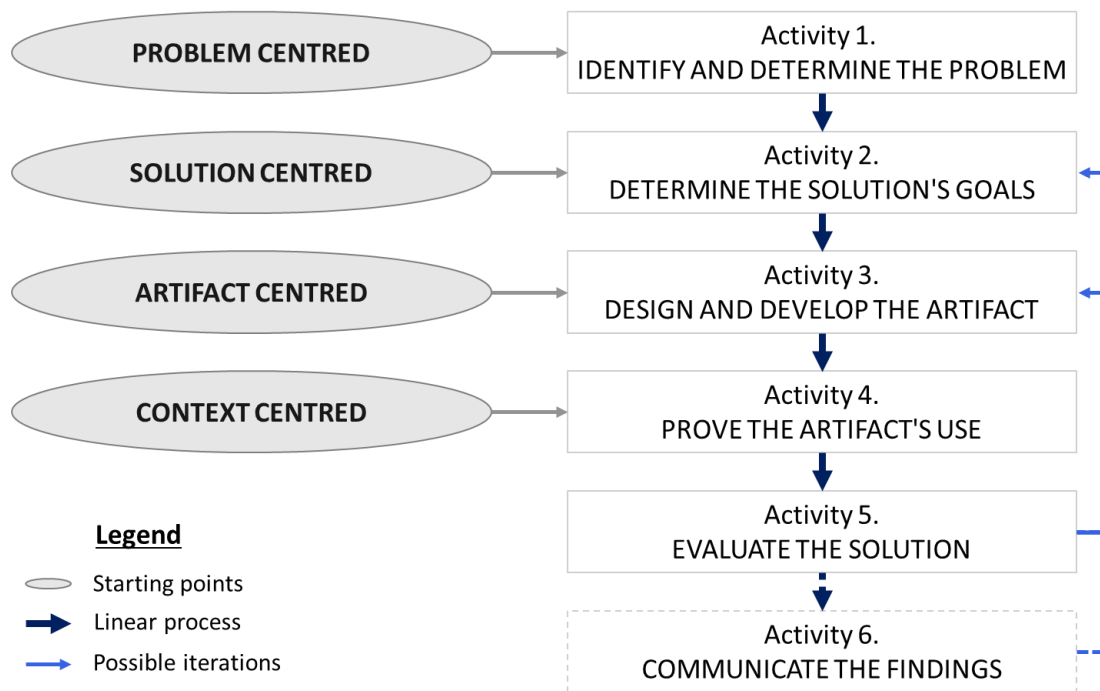 PROBLEM CENTRED
Activity 1.
IDENTIFY AND DETERMINE THE PROBLEM
SOLUTION CENTRED
Activity 2.
DETERMINE THE SOLUTION'S GOALS
ARTIFACT CENTRED
Activity 3.
DESIGN AND DEVELOP THE ARTIFACT
CONTEXT CENTRED
Activity 4.
PROVE THE ARTIFACT'S USE
Activity 5.
EVALUATE THE SOLUTION
Activity 6.
COMMUNICATE THE FINDINGS
Legend
Starting points
Linear process
Possible iterations